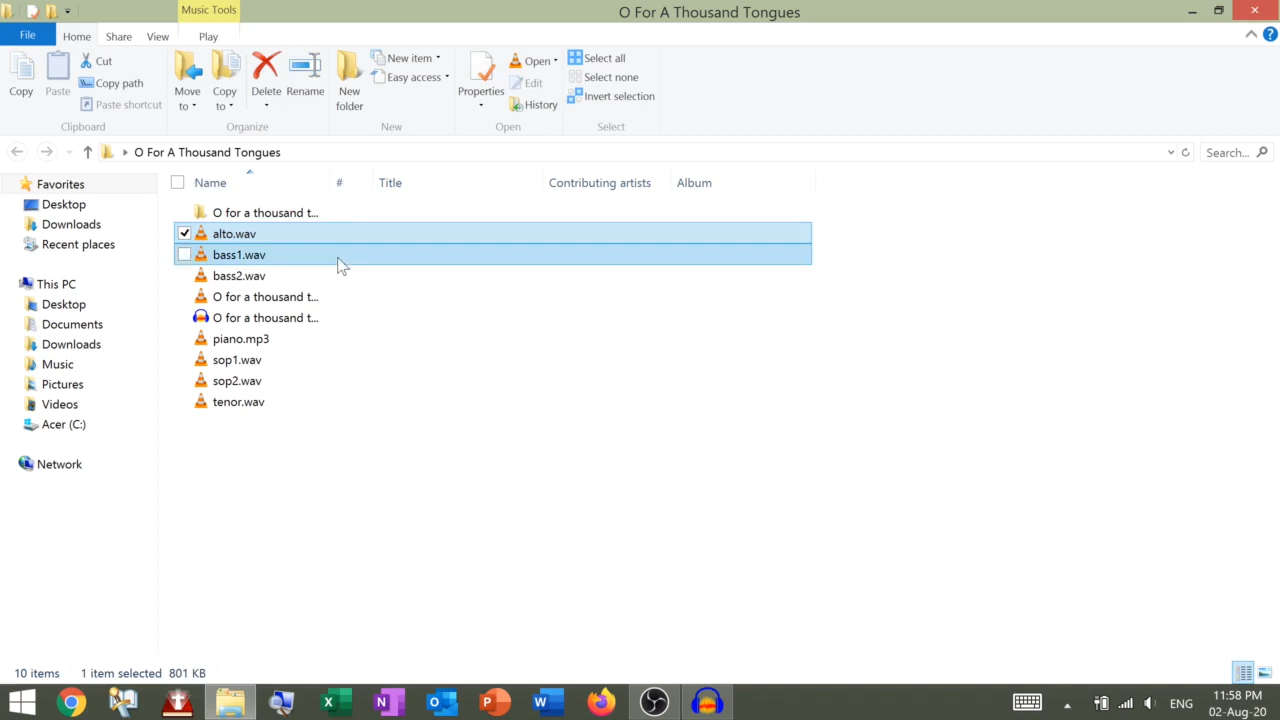 Music Tools
O For A Thousand Tongues
File
Home
Share
View
Play
Copy
Paste
Cut
Copy path
Paste shortcut
Clipboard
Move
to
Copy
to
Delete
Rename
Organize
New
folder
New item
Easy access
New
Properties
Open
Edit
History
Open
Select all
Select none
Invert selection
Select
O For A Thousand Tongues
Search...
Favorites
Desktop
Downloads
Recent places
This PC
Desktop
Documents
Downloads
Music
Pictures
Videos
Acer (C:)
Network
Name
#
Title
Contributing artists
Album
O for a thousand t...
alto.wav
bass1.wav
bass2.wav
O for a thousand t...
O for a thousand t...
piano.mp3
sop1.wav
sop2.wav
tenor.wav
10 items
1 item selected 801 KB
ENG
11:58 PM
02-Aug-20